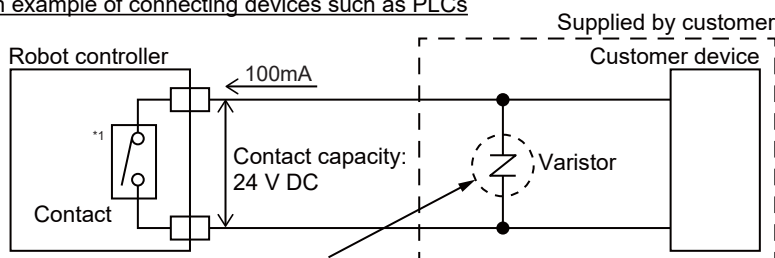 n example of connecting devices such as PLCs
Supplied by customer
Robot controller
Customer device
100mA
*1
Contact capacity:
24 V DC
Varistor
Contact